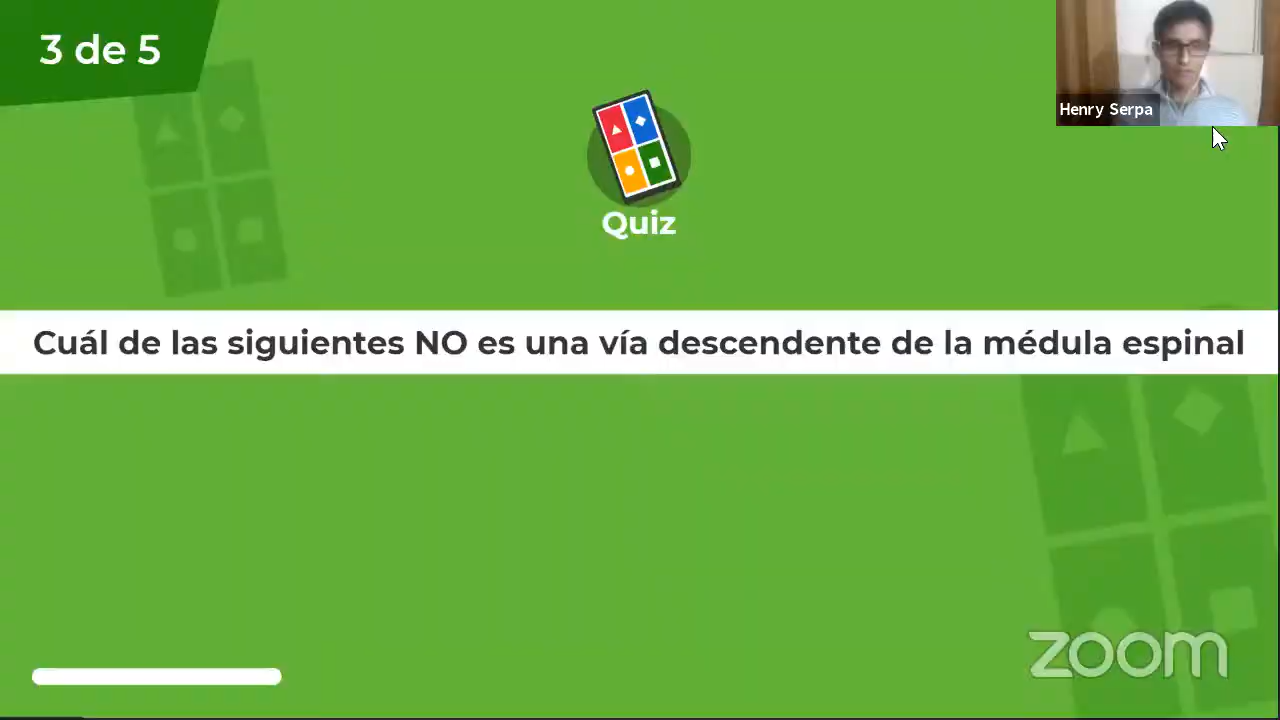 3 de 5
Henry Serpa
Quiz
Cuál de las siguientes NO es una vía descendente de la médula espinal
zoom